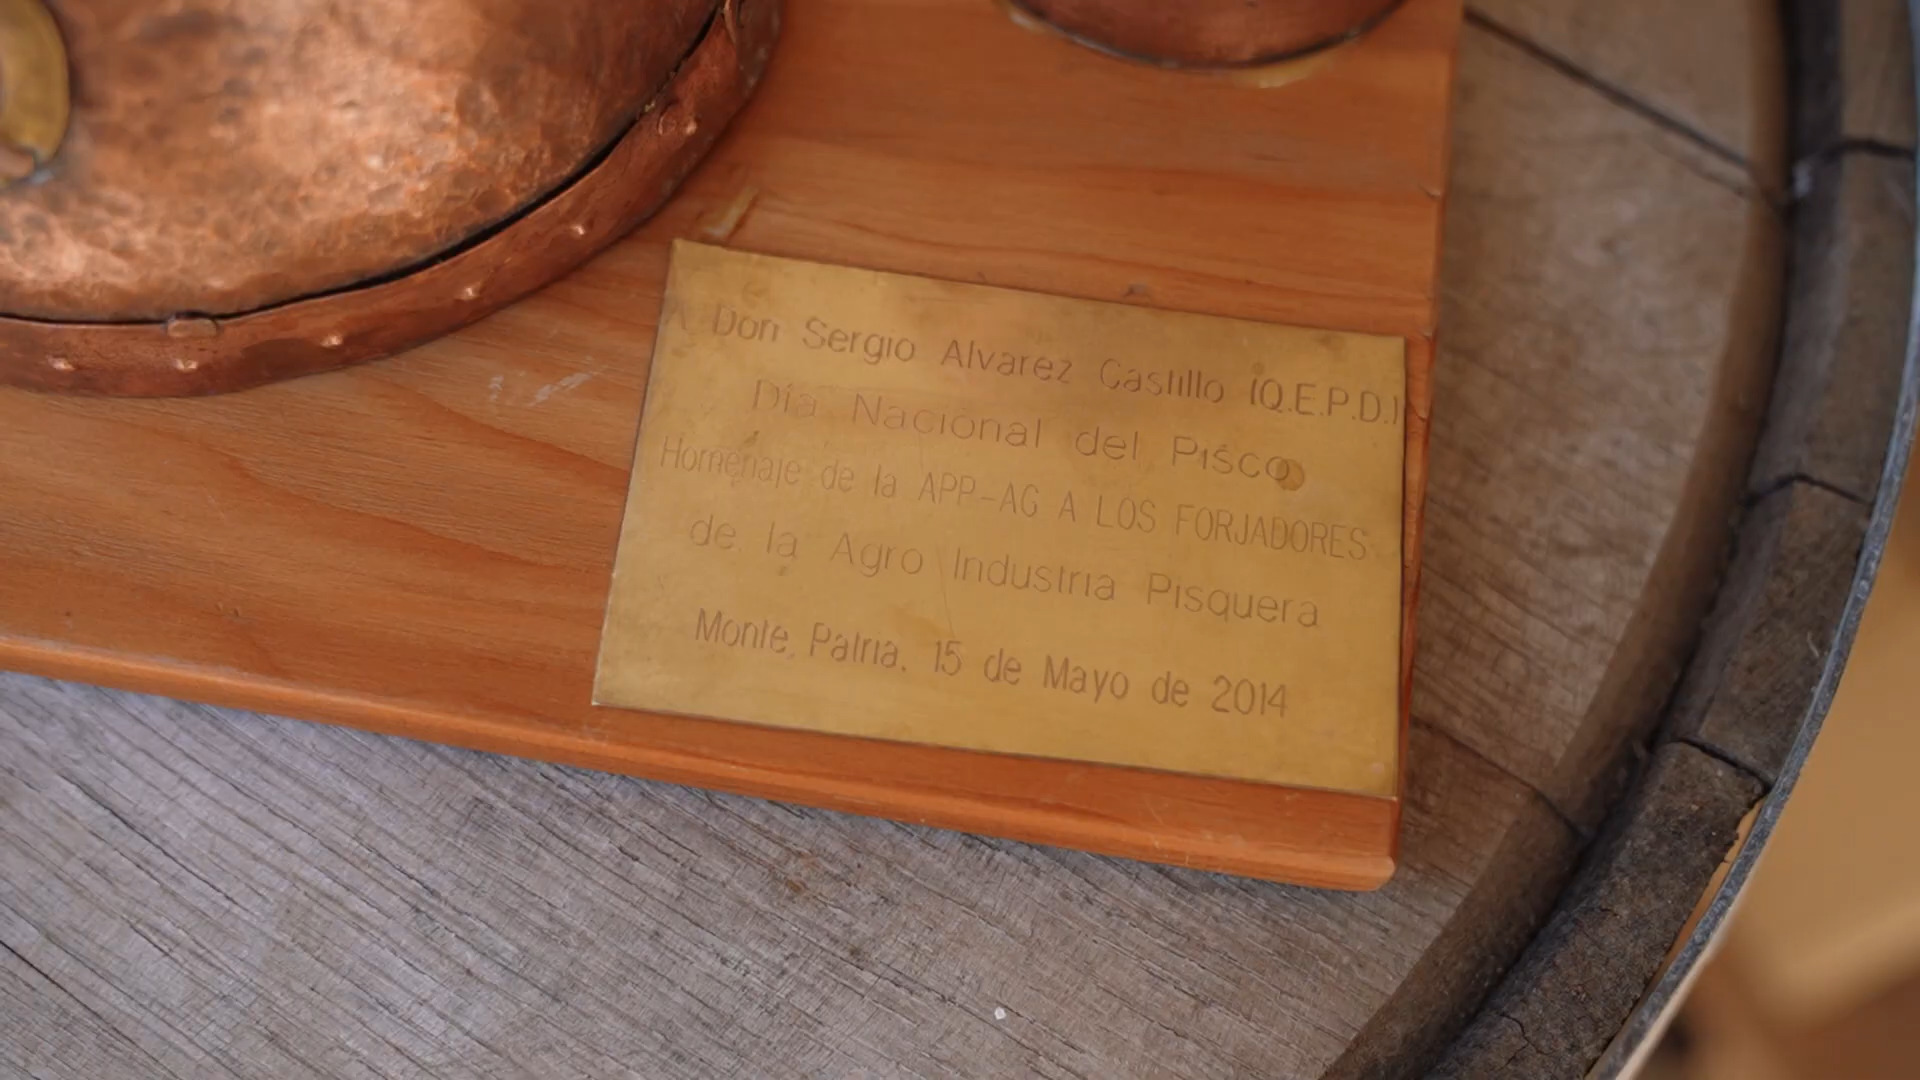 A Don Sergio Alvarez Castillo (Q.E.P.D.)
Día Nacional del Pisco
Homenaje de la APP-AG A LOS FORJADORES
de la Agro Industria Pisquera
Monte Patria, 15 de Mayo de 2014